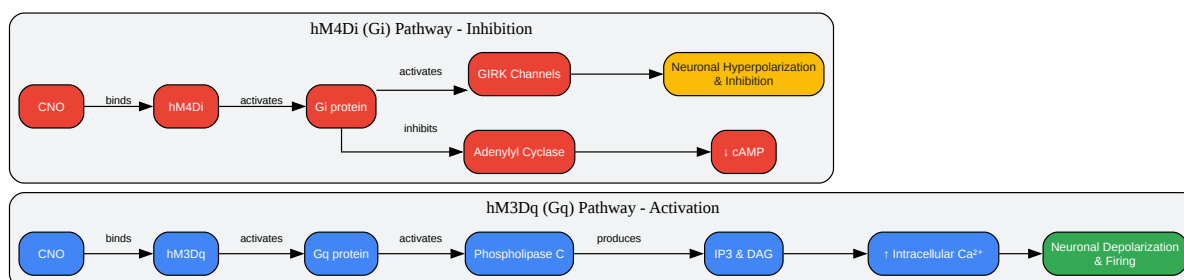 hM4Di (Gi) Pathway - Inhibition
CNO
binds
hM4Di
activates
Gi protein
activates
GIRK Channels
Neuronal Hyperpolarization
& Inhibition
inhibits
Adenylyl Cyclase
↓ cAMP
hM3Dq (Gq) Pathway - Activation
CNO
binds
hM3Dq
activates
Gq protein
activates
Phospholipase C
produces
IP3 & DAG
↑ Intracellular Ca²⁺
Neuronal Depolarization
& Firing